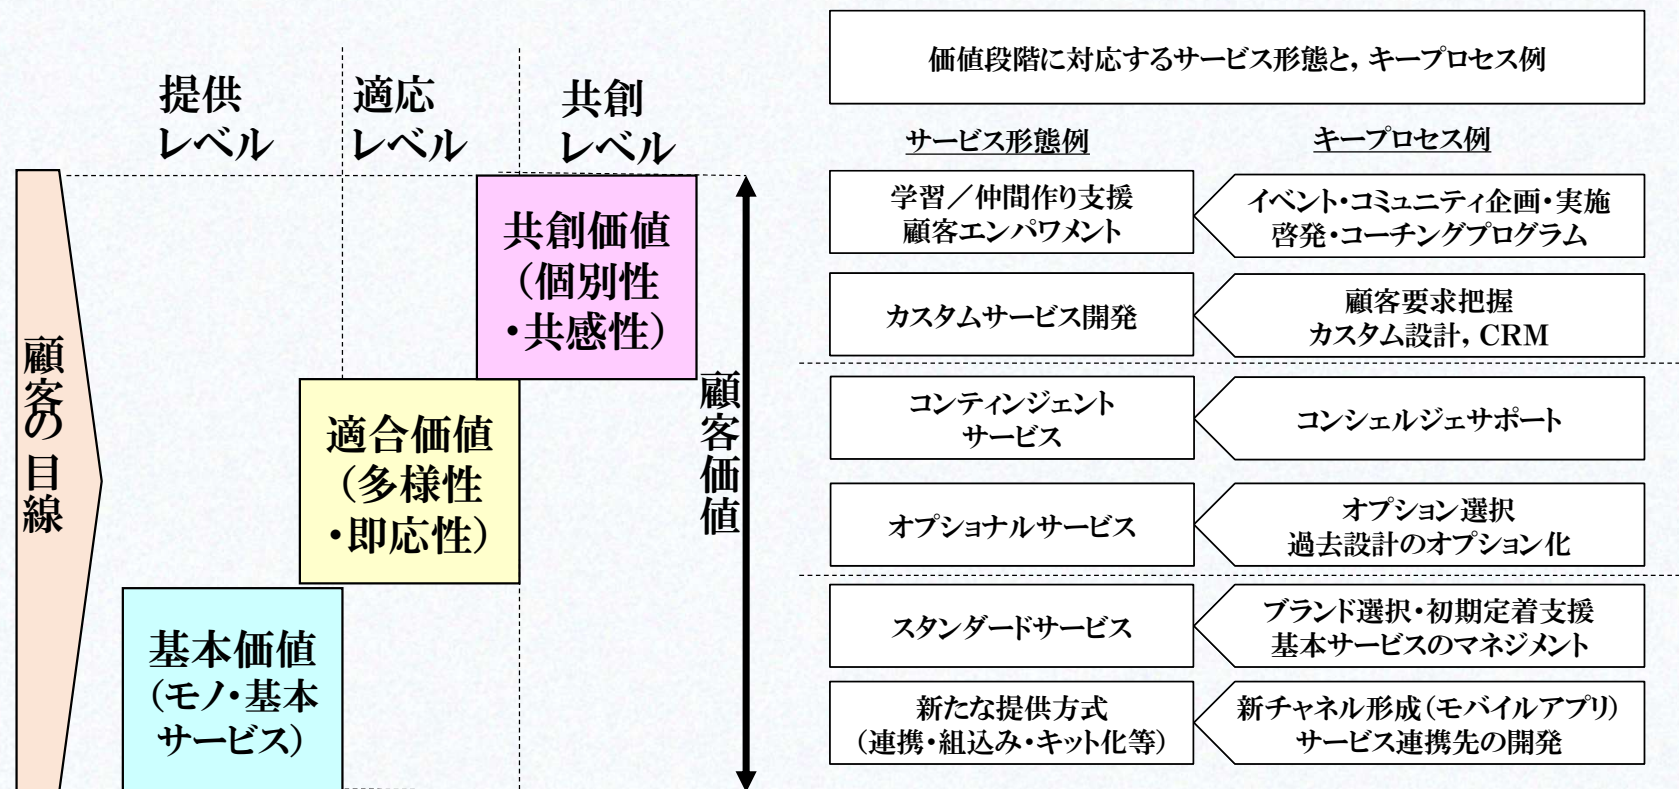 価値段階に対応するサービス形態と, キープロセス例
提供
レベル
適応
レベル
共創
レベル
サービス形態例
キープロセス例
顧客の目線
共創価値
(個別性
・共感性)
適合価値
(多様性
・即応性)
基本価値
(モノ・基本
サービス)
顧客価値
学習／仲間作り支援
顧客エンパワメント
イベント・コミュニティ企画・実施
啓発・コーチングプログラム
カスタムサービス開発
顧客要求把握
カスタム設計, CRM
コンティンジェント
サービス
コンシェルジェサポート
オプショナルサービス
オプション選択
過去設計のオプション化
スタンダードサービス
ブランド選択・初期定着支援
基本サービスのマネジメント
新たな提供方式
(連携・組込み・キット化等)
新チャネル形成(モバイルアプリ)
サービス連携先の開発